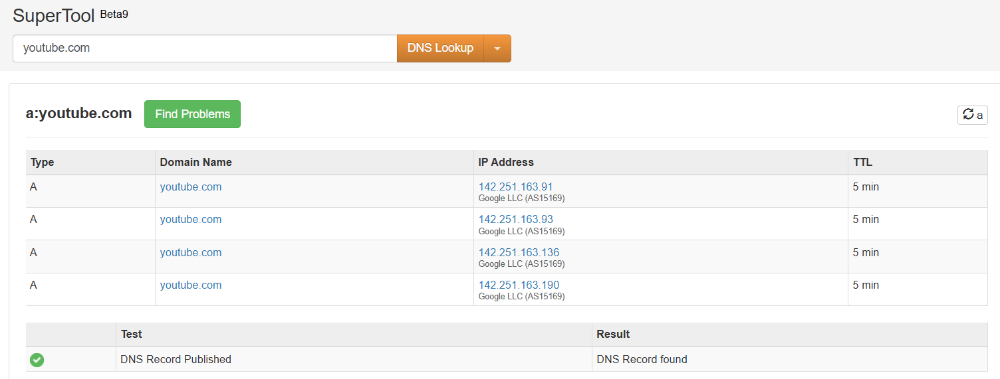 SuperTool Beta9
youtube.com DNS Lookup
a:youtube.com Find Problems a
Type Domain Name IP Address TTL
A youtube.com 142.251.163.91 5 min
Google LLC (AS15169)
A youtube.com 142.251.163.93 5 min
Google LLC (AS15169)
A youtube.com 142.251.163.136 5 min
Google LLC (AS15169)
A youtube.com 142.251.163.190 5 min
Google LLC (AS15169)
Test Result
DNS Record Published DNS Record found